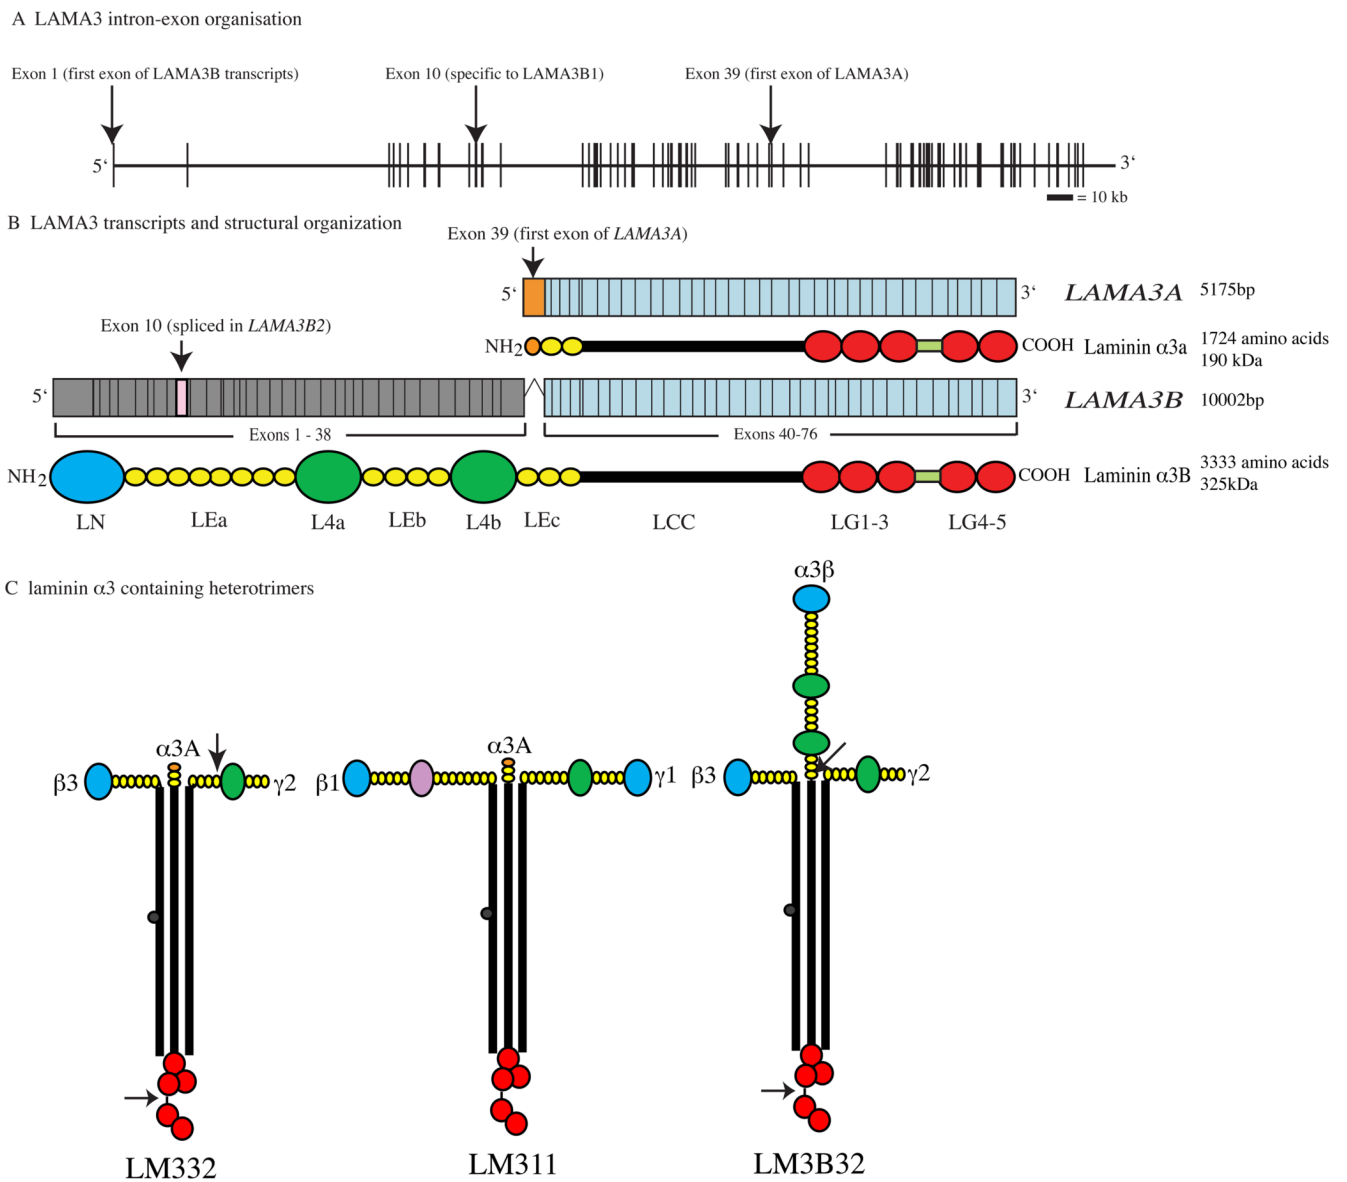 A LAMA3 intron-exon organisation
Exon 1 (first exon of LAMA3B transcripts)
Exon 10 (specific to LAMA3B1)
Exon 39 (first exon of LAMA3A)
5‘
3‘
= 10 kb
B LAMA3 transcripts and structural organization
Exon 39 (first exon of LAMA3A)
5‘
3‘
LAMA3A
5175bp
Exon 10 (spliced in LAMA3B2)
NH2
COOH
Laminin α3a
1724 amino acids
190 kDa
5‘
3‘
LAMA3B
10002bp
Exons 1 - 38
Exons 40-76
NH2
COOH
Laminin α3B
3333 amino acids
325kDa
LN
LEa
L4a
LEb
L4b
LEc
LCC
LG1-3
LG4-5
C laminin α3 containing heterotrimers
α3β
α3A
α3A
β3
γ2
β1
γ1
β3
γ2
LM332
LM311
LM3B32